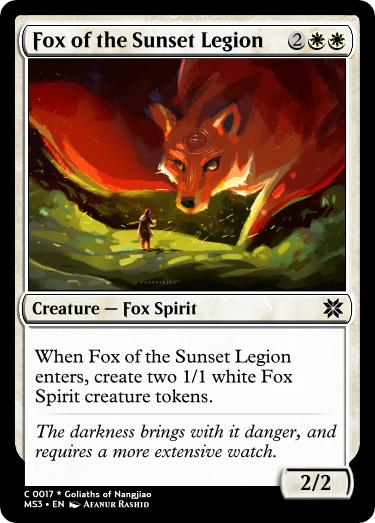 Fox of the Sunset Legion 2
Creature — Fox Spirit
When Fox of the Sunset Legion
enters, create two 1/1 white Fox
Spirit creature tokens.
The darkness brings with it danger, and
requires a more extensive watch.
2/2
C 0017 * Goliaths of Nangjiao
MS3 • EN Afanur Rashid